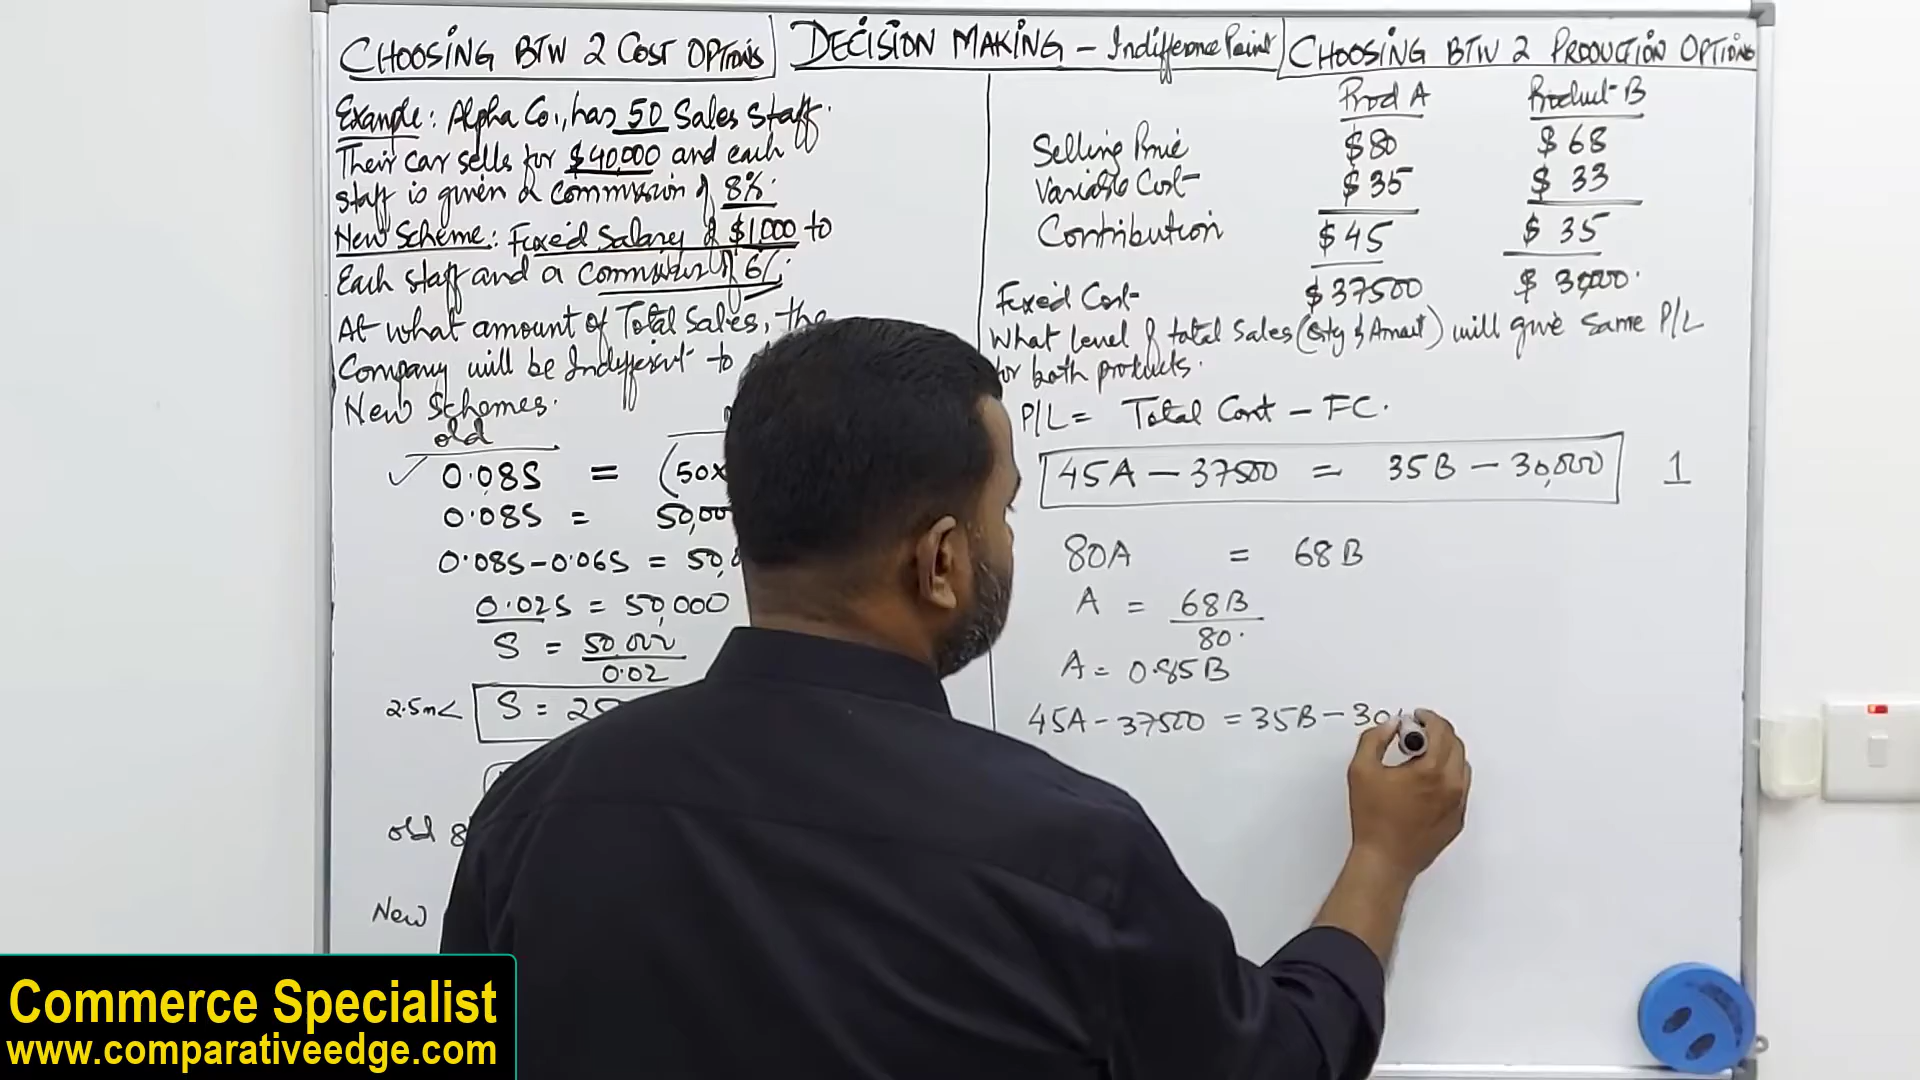 CHOOSING BTW 2 COST OPTIONS
DECISION MAKING - Indifference Point
CHOOSING BTW 2 PRODUCTION OPTIONS
Example: Alpha Co., has 50 Sales Staff.
Their car sells for $40,000 and each
staff is given a commission of 8%.
New Scheme: Fixed Salary of $1,000 to
Each staff and a Commission of 6%.
At what amount of Total Sales, the
Company will be Indifferent to
New Schemes.
old
0.08S = (50x
0.08S = 50,00
0.08S - 0.06S = 50,
0.02S = 50,000
S = 50,000
0.02
2.5m< S = 25
old 8
New
Prod A Product B
Selling Price $80 $68
Variable Cost $35 $33
Contribution $45 $35
Fixed Cost $37500 $30,000.
What level of total sales (Qty & Amount) will give same P/L
for both products.
P/L = Total Cont - FC.
45A - 37500 = 35B - 30,000 1
80A = 68B
A = 68B
80.
A = 0.85B
45A - 37500 = 35B - 30
Commerce Specialist
www.comparativeedge.com